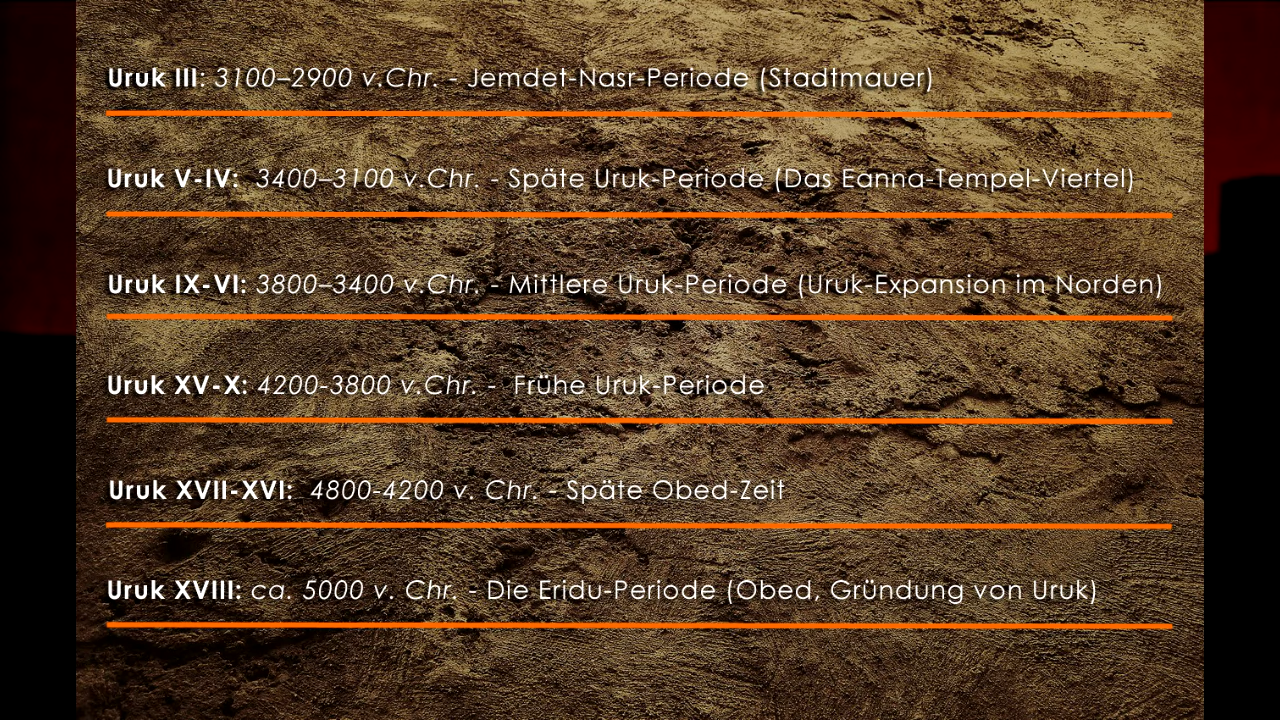 Uruk III: 3100–2900 v.Chr. - Jemdet-Nasr-Periode (Stadtmauer)
Uruk V-IV: 3400–3100 v.Chr. - Späte Uruk-Periode (Das Eanna-Tempel-Viertel)
Uruk IX-VI: 3800–3400 v.Chr. - Mittlere Uruk-Periode (Uruk-Expansion im Norden)
Uruk XV-X: 4200-3800 v.Chr. - Frühe Uruk-Periode
Uruk XVII-XVI: 4800-4200 v. Chr. - Späte Obed-Zeit
Uruk XVIII: ca. 5000 v. Chr. - Die Eridu-Periode (Obed, Gründung von Uruk)